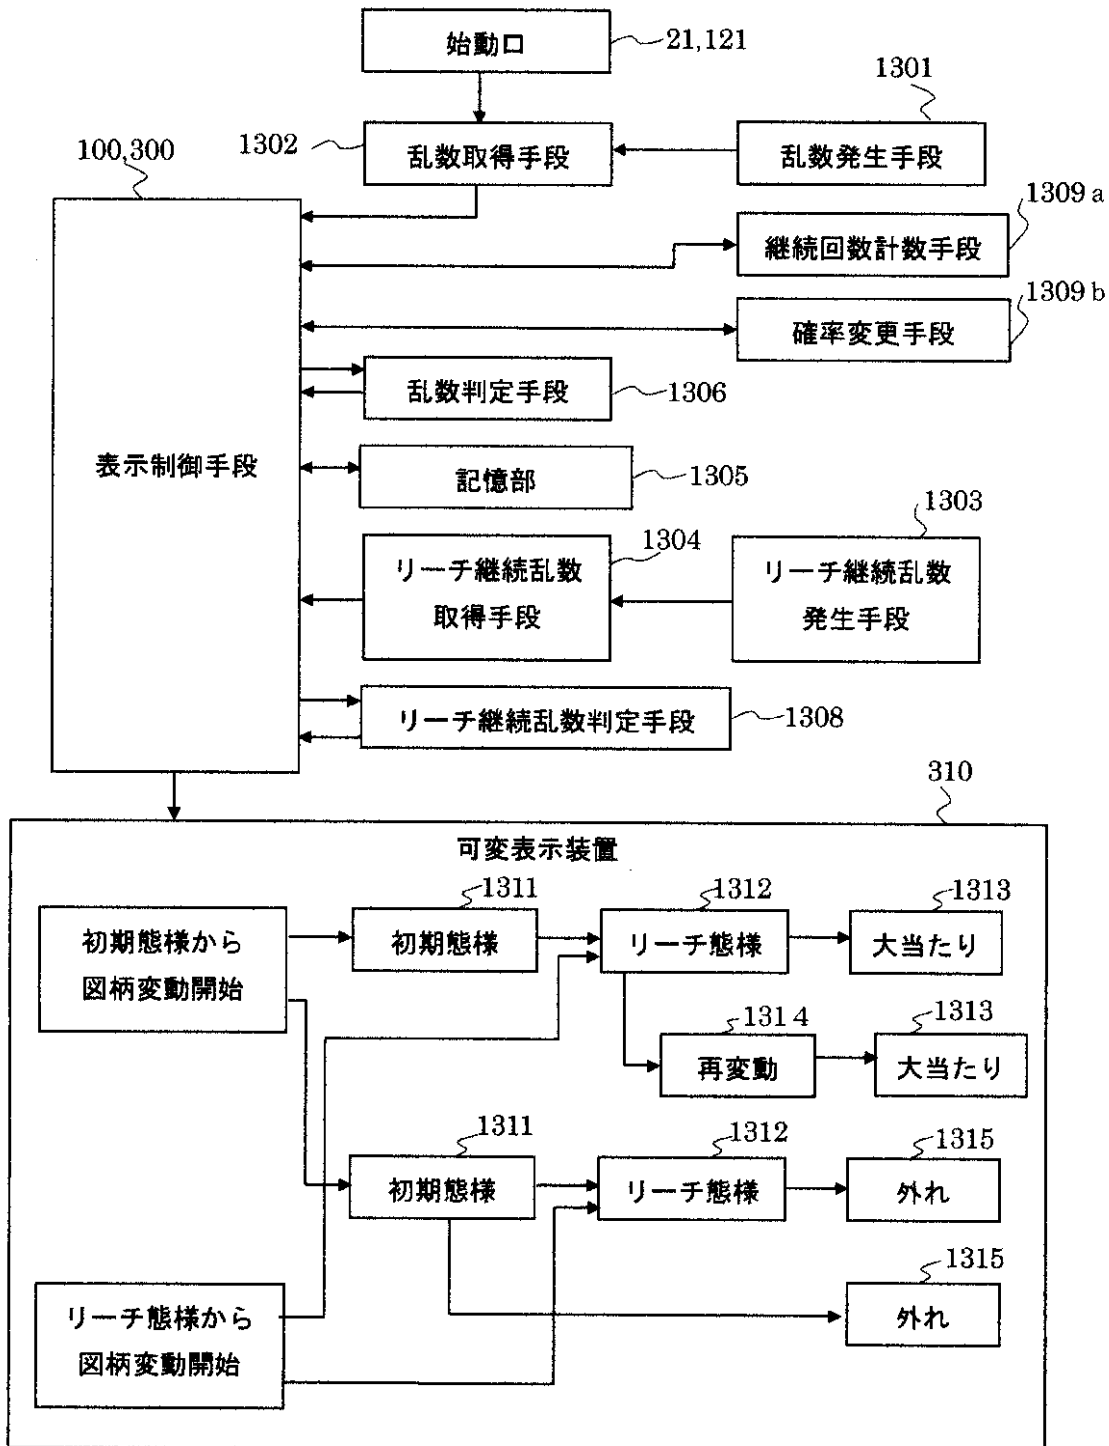 始動口
21,121
1301
1302
乱数取得手段
乱数発生手段
100,300
1309a
継続回数計数手段
1309b
確率変更手段
乱数判定手段
1306
表示制御手段
記憶部
1305
1303
1304
リーチ継続乱数
取得手段
リーチ継続乱数
発生手段
リーチ継続乱数判定手段
1308
310
可変表示装置
1311
1312
1313
初期態様から
図柄変動開始
初期態様
リーチ態様
大当たり
1314
1313
再変動
大当たり
1311
1312
1315
初期態様
リーチ態様
外れ
1315
リーチ態様から
図柄変動開始
外れ